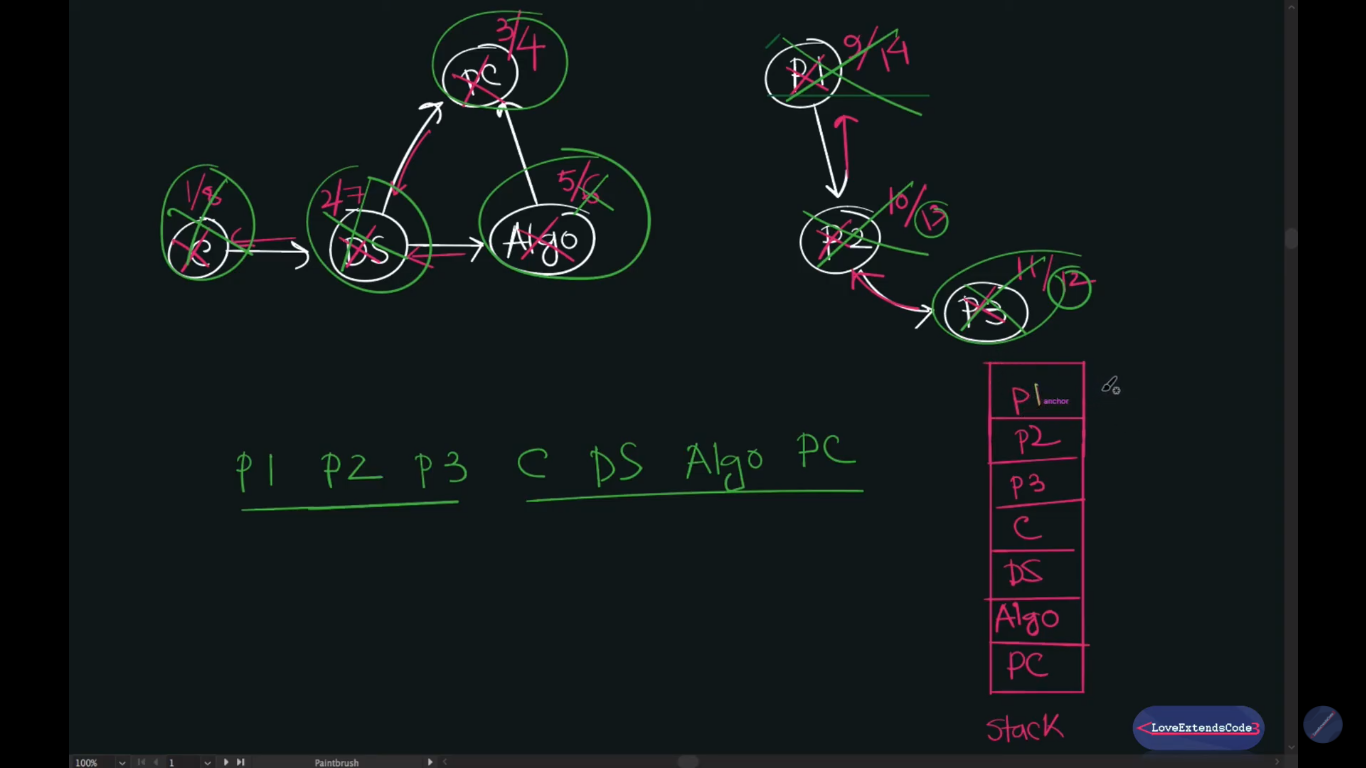 3/4
PC
9/14
P1
1/8
C
2/7
DS
5/6
Algo
10/13
P2
11/12
P3
P1 P2 P3 C DS Algo PC
P1
anchor
P2
P3
C
DS
Algo
PC
Stack
<LoveExtendsCode3
100%
1
Paintbrush